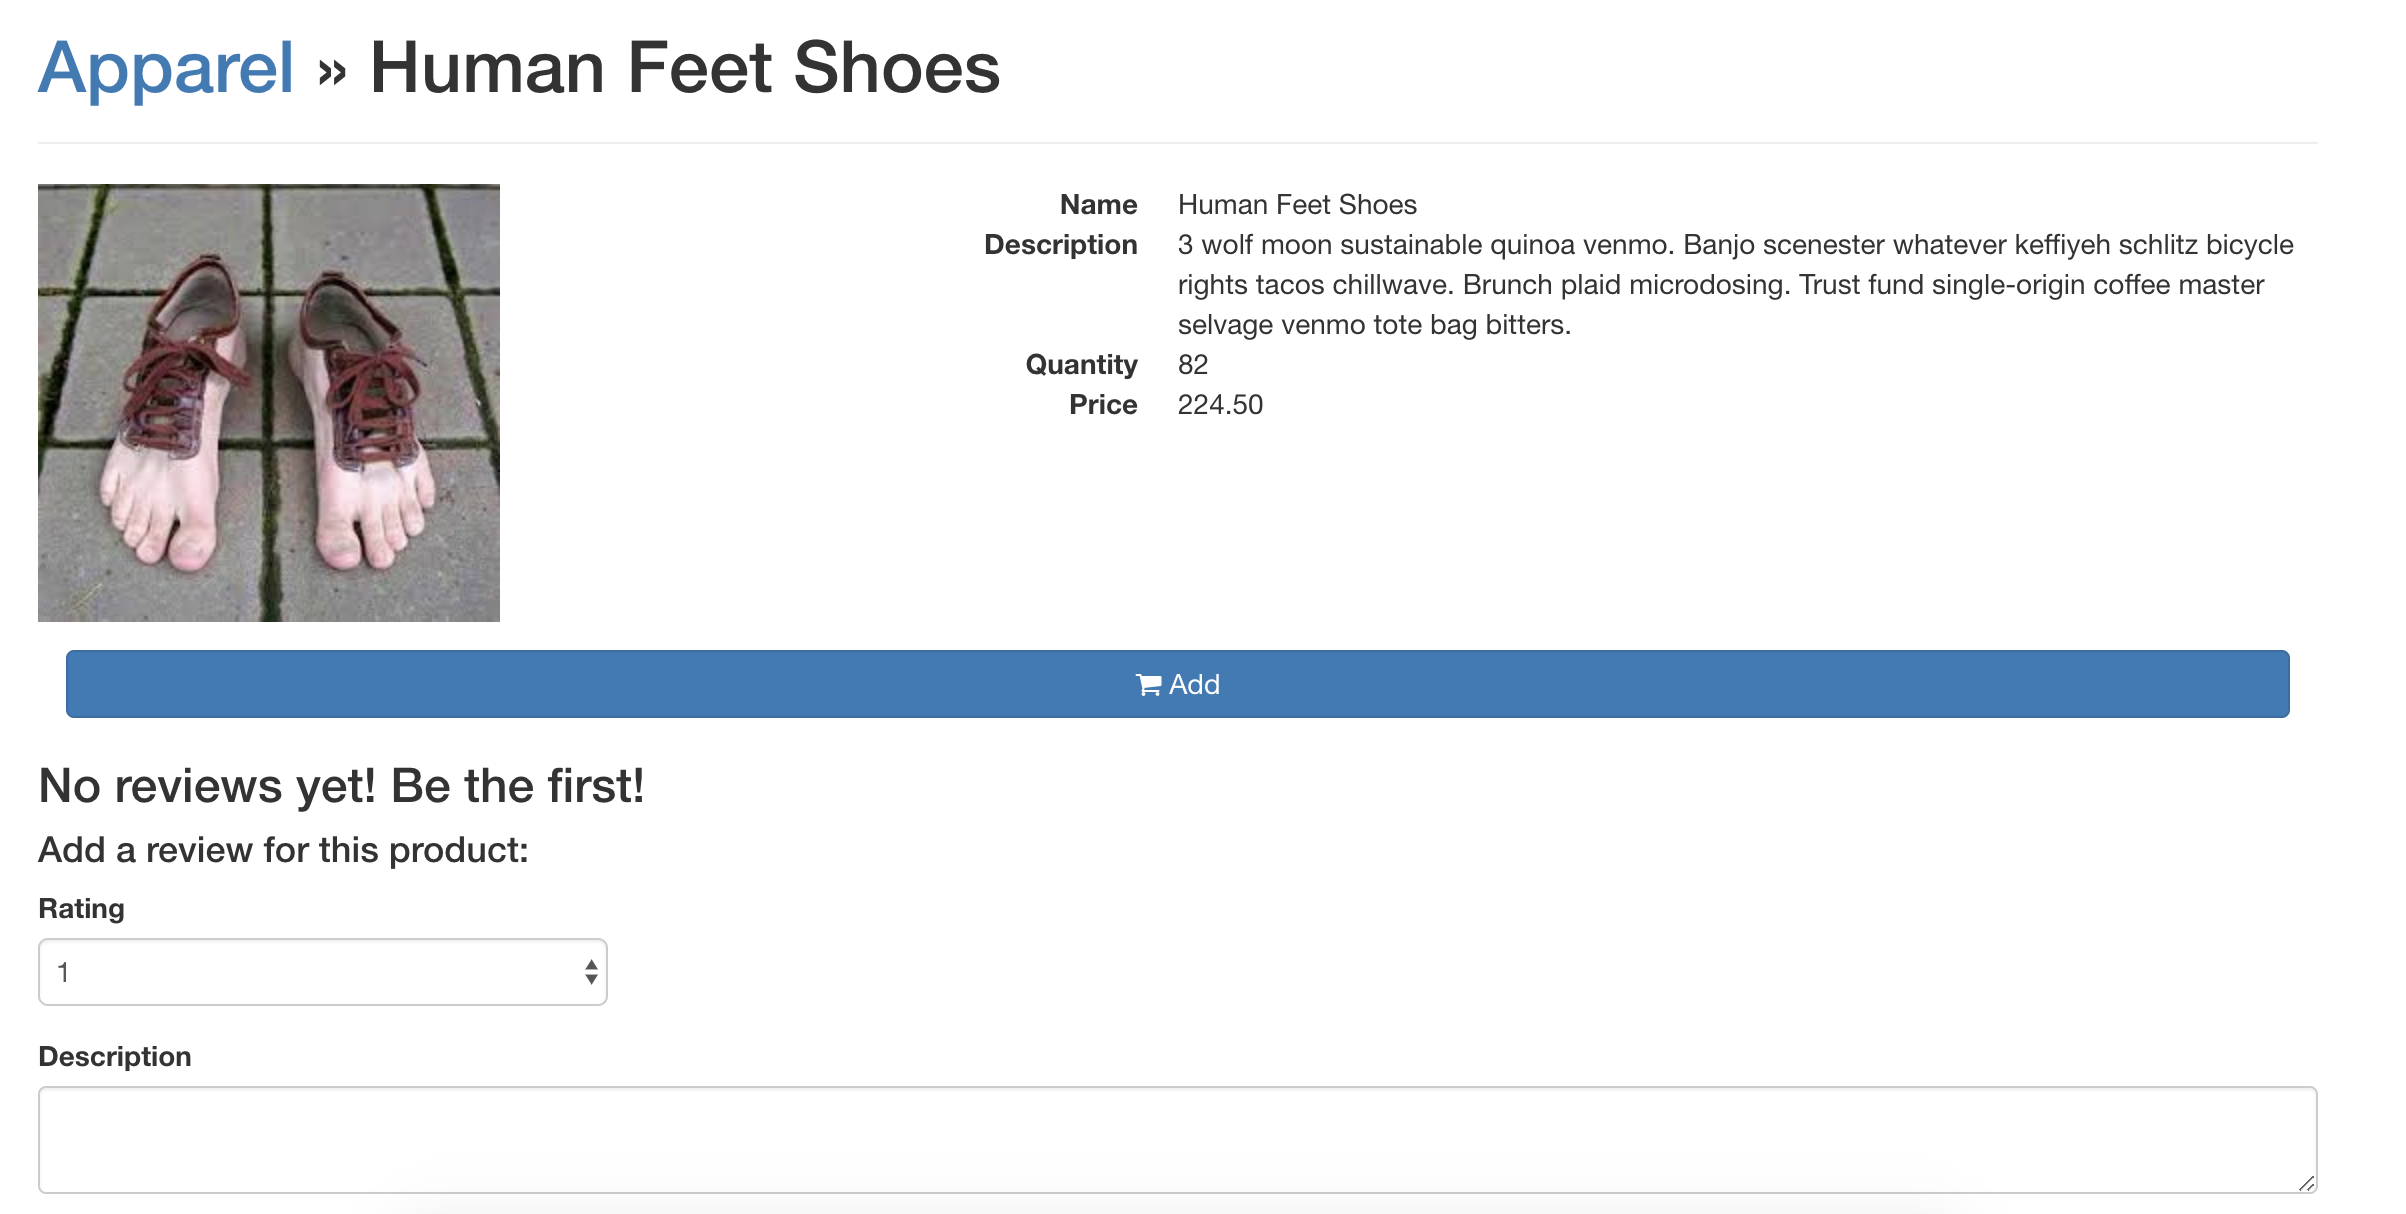 Apparel » Human Feet Shoes
Name Human Feet Shoes
Description 3 wolf moon sustainable quinoa venmo. Banjo scenester whatever keffiyeh schlitz bicycle
rights tacos chillwave. Brunch plaid microdosing. Trust fund single-origin coffee master
selvage venmo tote bag bitters.
Quantity 82
Price 224.50
Add
No reviews yet! Be the first!
Add a review for this product:
Rating
1
Description